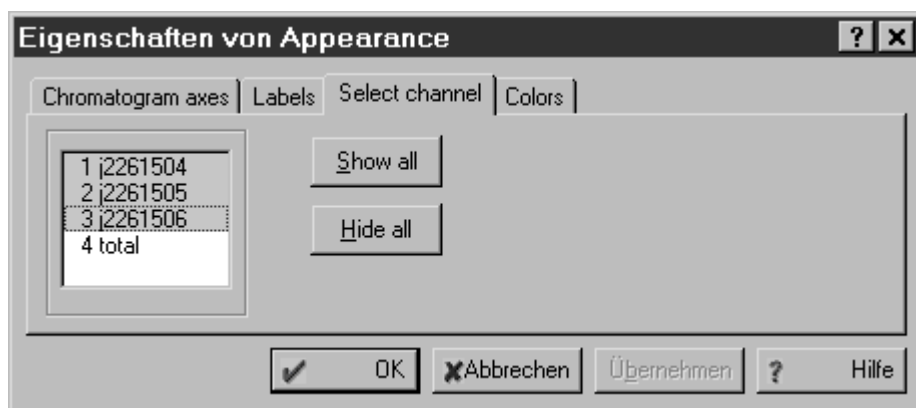 Eigenschaften von Appearance ? ×
Chromatogram axes Labels Select channel Colors
1 j2261504
2 j2261505
3 j2261506
4 total
Show all
Hide all
OK Abbrechen Übernehmen ? Hilfe